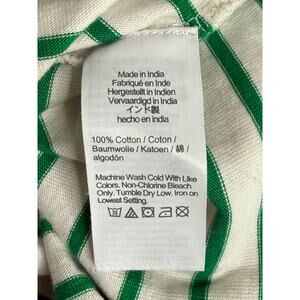 Made in India
Fabriqué en Inde
Hergestellt in Indien
Vervaardigd in India
インド製
hecho en india
100% Cotton / Coton /
Baumwolle / Katoen / 綿 /
algodón
Machine Wash Cold With Like
Colors. Non-Chlorine Bleach
Only. Tumble Dry Low. Iron on
Lowest Setting.